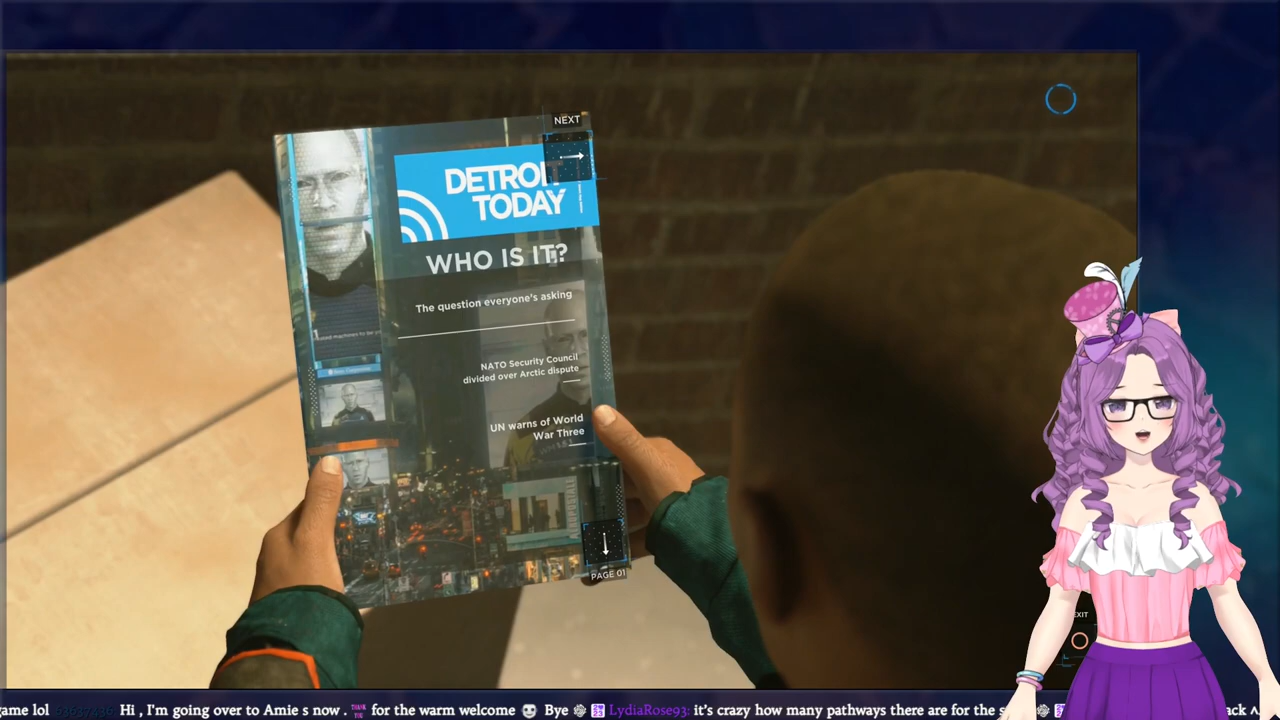 NEXT
DETROIT
TODAY
WHO IS IT?
The question everyone's asking
NATO Security Council
divided over Arctic dispute
UN warns of World
War Three
PAGE 01
EXIT
game lol Hi , I'm going over to Amie s now . for the warm welcome Bye LydiaRose93: it's crazy how many pathways there are for the s ack ^